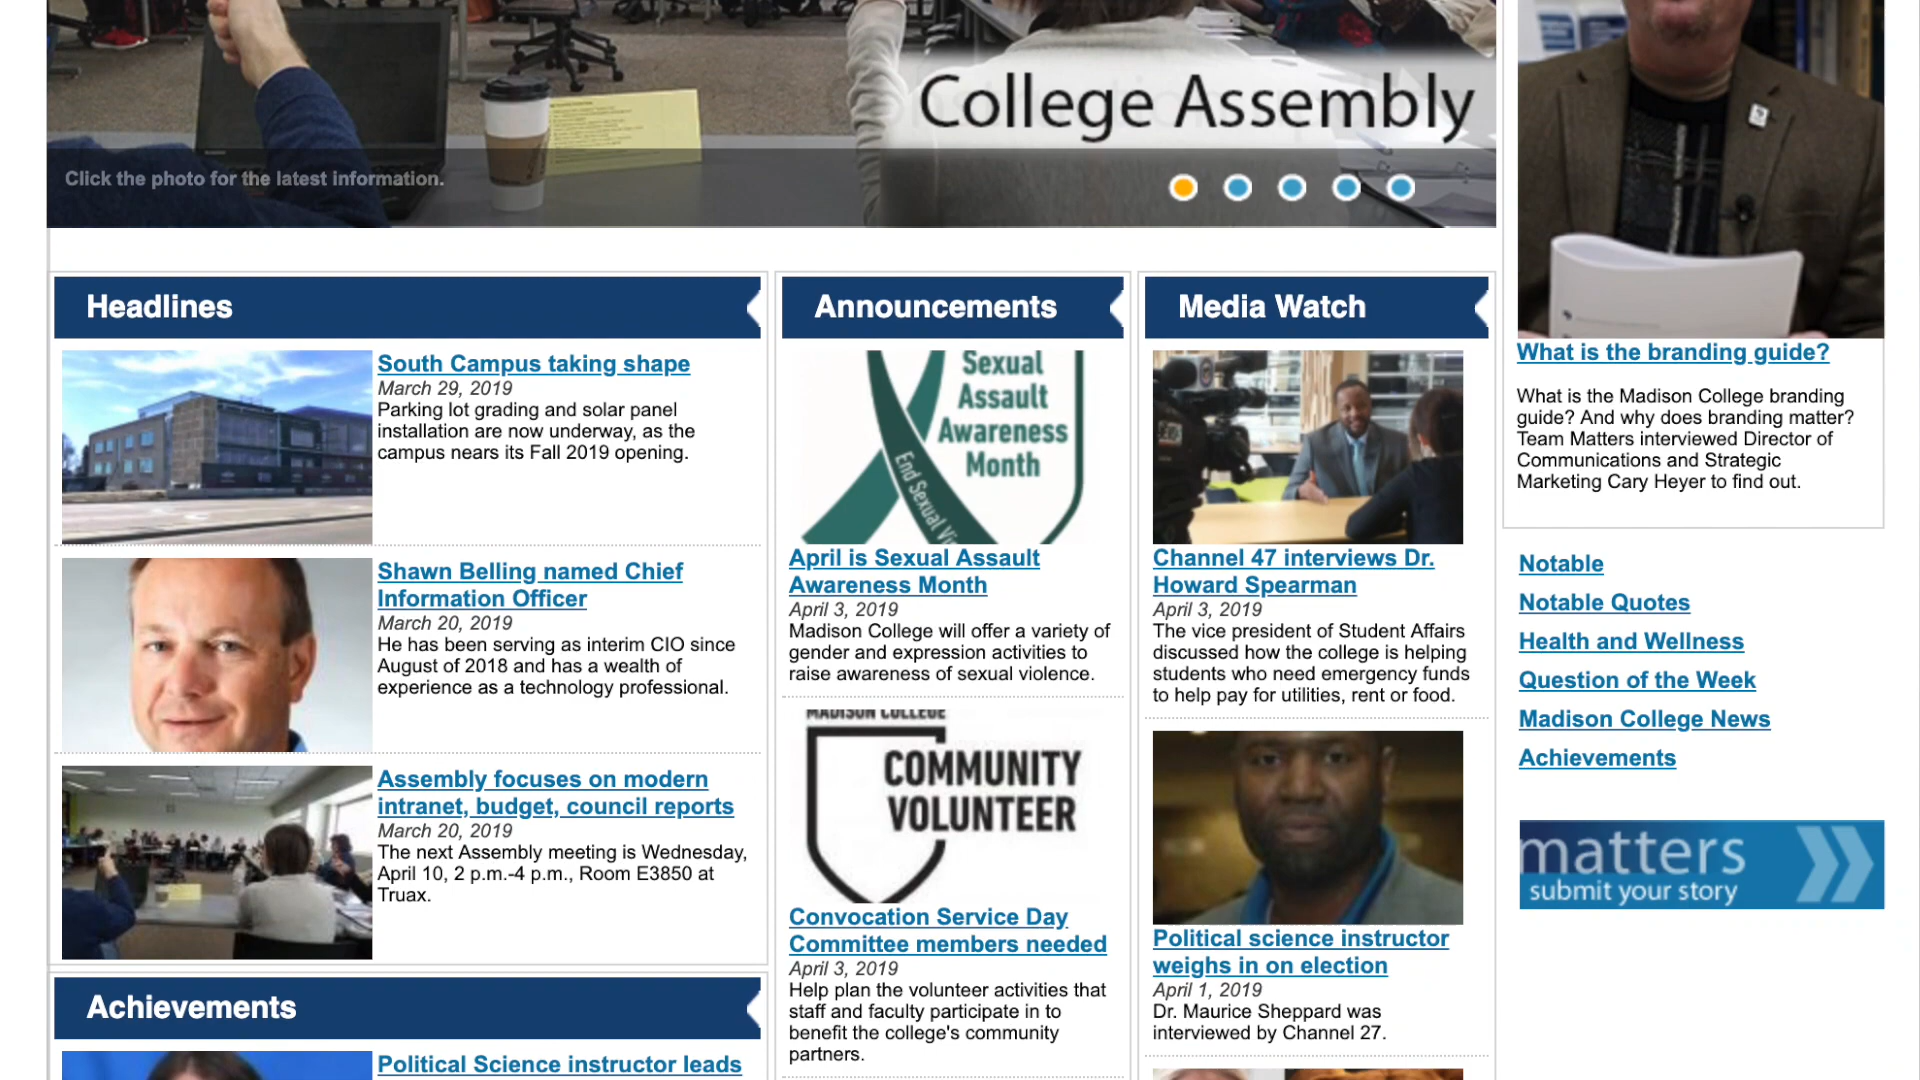 College Assembly
Click the photo for the latest information.
Headlines
South Campus taking shape
March 29, 2019
Parking lot grading and solar panel
installation are now underway, as the
campus nears its Fall 2019 opening.
Shawn Belling named Chief
Information Officer
March 20, 2019
He has been serving as interim CIO since
August of 2018 and has a wealth of
experience as a technology professional.
Assembly focuses on modern
intranet, budget, council reports
March 20, 2019
The next Assembly meeting is Wednesday,
April 10, 2 p.m.-4 p.m., Room E3850 at
Truax.
Achievements
Political Science instructor leads
Announcements
Sexual
Assault
Awareness
Month
End Sexual
April is Sexual Assault
Awareness Month
April 3, 2019
Madison College will offer a variety of
gender and expression activities to
raise awareness of sexual violence.
MADISON COLLEGE
COMMUNITY
VOLUNTEER
Convocation Service Day
Committee members needed
April 3, 2019
Help plan the volunteer activities that
staff and faculty participate in to
benefit the college's community
partners.
Media Watch
Channel 47 interviews Dr.
Howard Spearman
April 3, 2019
The vice president of Student Affairs
discussed how the college is helping
students who need emergency funds
to help pay for utilities, rent or food.
Political science instructor
weighs in on election
April 1, 2019
Dr. Maurice Sheppard was
interviewed by Channel 27.
What is the branding guide?
What is the Madison College branding
guide? And why does branding matter?
Team Matters interviewed Director of
Communications and Strategic
Marketing Cary Heyer to find out.
Notable
Notable Quotes
Health and Wellness
Question of the Week
Madison College News
Achievements
matters
submit your story